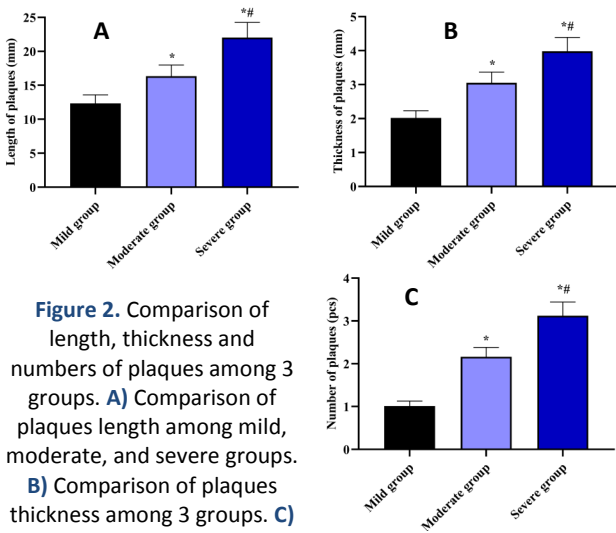 A
Length of plaques (mm)
25
20
15
10
5
0
*
*#
Mild group
Moderate group
Severe group
B
Thickness of plaques (mm)
5
4
3
2
1
0
*
*#
Mild group
Moderate group
Severe group
C
Number of plaques (pcs)
4
3
2
1
0
*
*#
Mild group
Moderate group
Severe group
Figure 2. Comparison of
length, thickness and
numbers of plaques among 3
groups. A) Comparison of
plaques length among mild,
moderate, and severe groups.
B) Comparison of plaques
thickness among 3 groups. C)